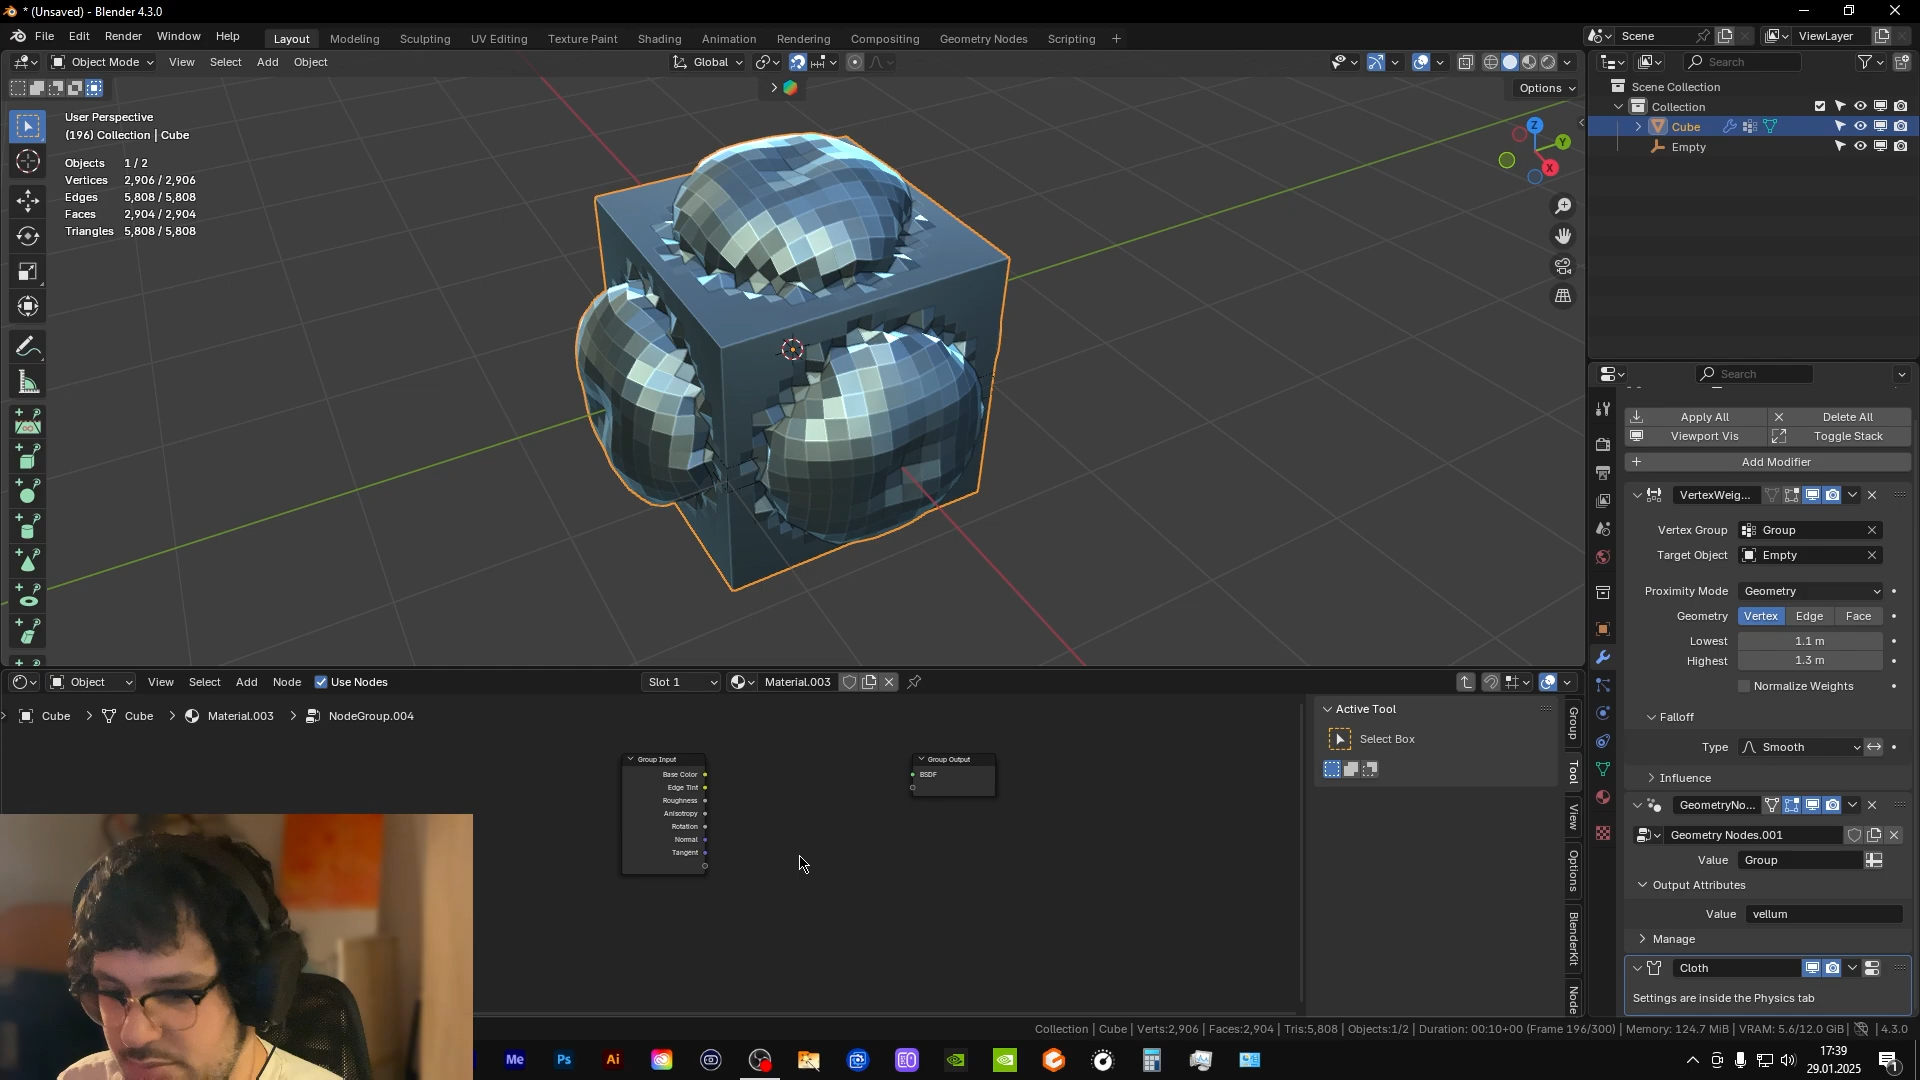 * (Unsaved) - Blender 4.3.0
File Edit Render Window Help
Layout Modeling Sculpting UV Editing Texture Paint Shading Animation Rendering Compositing Geometry Nodes Scripting +
Scene
ViewLayer
Object Mode View Select Add Object
Global
Options
Search
User Perspective
(196) Collection | Cube
Objects 1 / 2
Vertices 2,906 / 2,906
Edges 5,808 / 5,808
Faces 2,904 / 2,904
Triangles 5,808 / 5,808
Z
Y
X
Scene Collection
Collection
Cube
Empty
Search
Apply All
Delete All
Viewport Vis
Toggle Stack
Add Modifier
VertexWeig...
Vertex Group Group
Target Object Empty
Proximity Mode Geometry
Geometry Vertex Edge Face
Lowest 1.1 m
Highest 1.3 m
Normalize Weights
Falloff
Type Smooth
Influence
GeometryNo...
Geometry Nodes.001
Value Group
Output Attributes
Value vellum
Manage
Cloth
Settings are inside the Physics tab
Object View Select Add Node Use Nodes
Slot 1
Material.003
Cube Cube Material.003 NodeGroup.004
Group Input
Base Color
Edge Tint
Roughness
Anisotropy
Rotation
Normal
Tangent
Group Output
BSDF
Active Tool
Select Box
Group
Tool
View
Options
BlenderKit
Node
Collection | Cube | Verts:2,906 | Faces:2,904 | Tris:5,808 | Objects:1/2 | Duration: 00:10+00 (Frame 196/300) | Memory: 124.7 MiB | VRAM: 5.6/12.0 GiB | 4.3.0
Me Ps Ai
17:39
29.01.2025
1